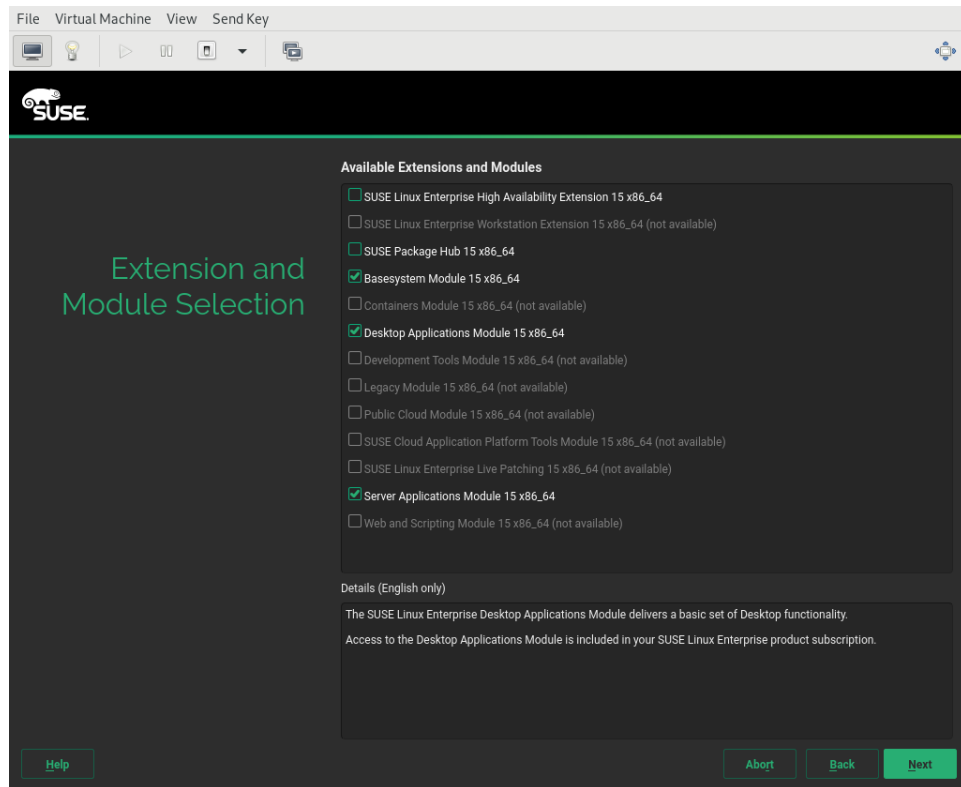 File Virtual Machine View Send Key
SUSE.
Available Extensions and Modules
SUSE Linux Enterprise High Availability Extension 15 x86_64
SUSE Linux Enterprise Workstation Extension 15 x86_64 (not available)
SUSE Package Hub 15 x86_64
Extension and
Module Selection
Basesystem Module 15 x86_64
Containers Module 15 x86_64 (not available)
Desktop Applications Module 15 x86_64
Development Tools Module 15 x86_64 (not available)
Legacy Module 15 x86_64 (not available)
Public Cloud Module 15 x86_64 (not available)
SUSE Cloud Application Platform Tools Module 15 x86_64 (not available)
SUSE Linux Enterprise Live Patching 15 x86_64 (not available)
Server Applications Module 15 x86_64
Web and Scripting Module 15 x86_64 (not available)
Details (English only)
The SUSE Linux Enterprise Desktop Applications Module delivers a basic set of Desktop functionality.
Access to the Desktop Applications Module is included in your SUSE Linux Enterprise product subscription.
Help Abort Back Next